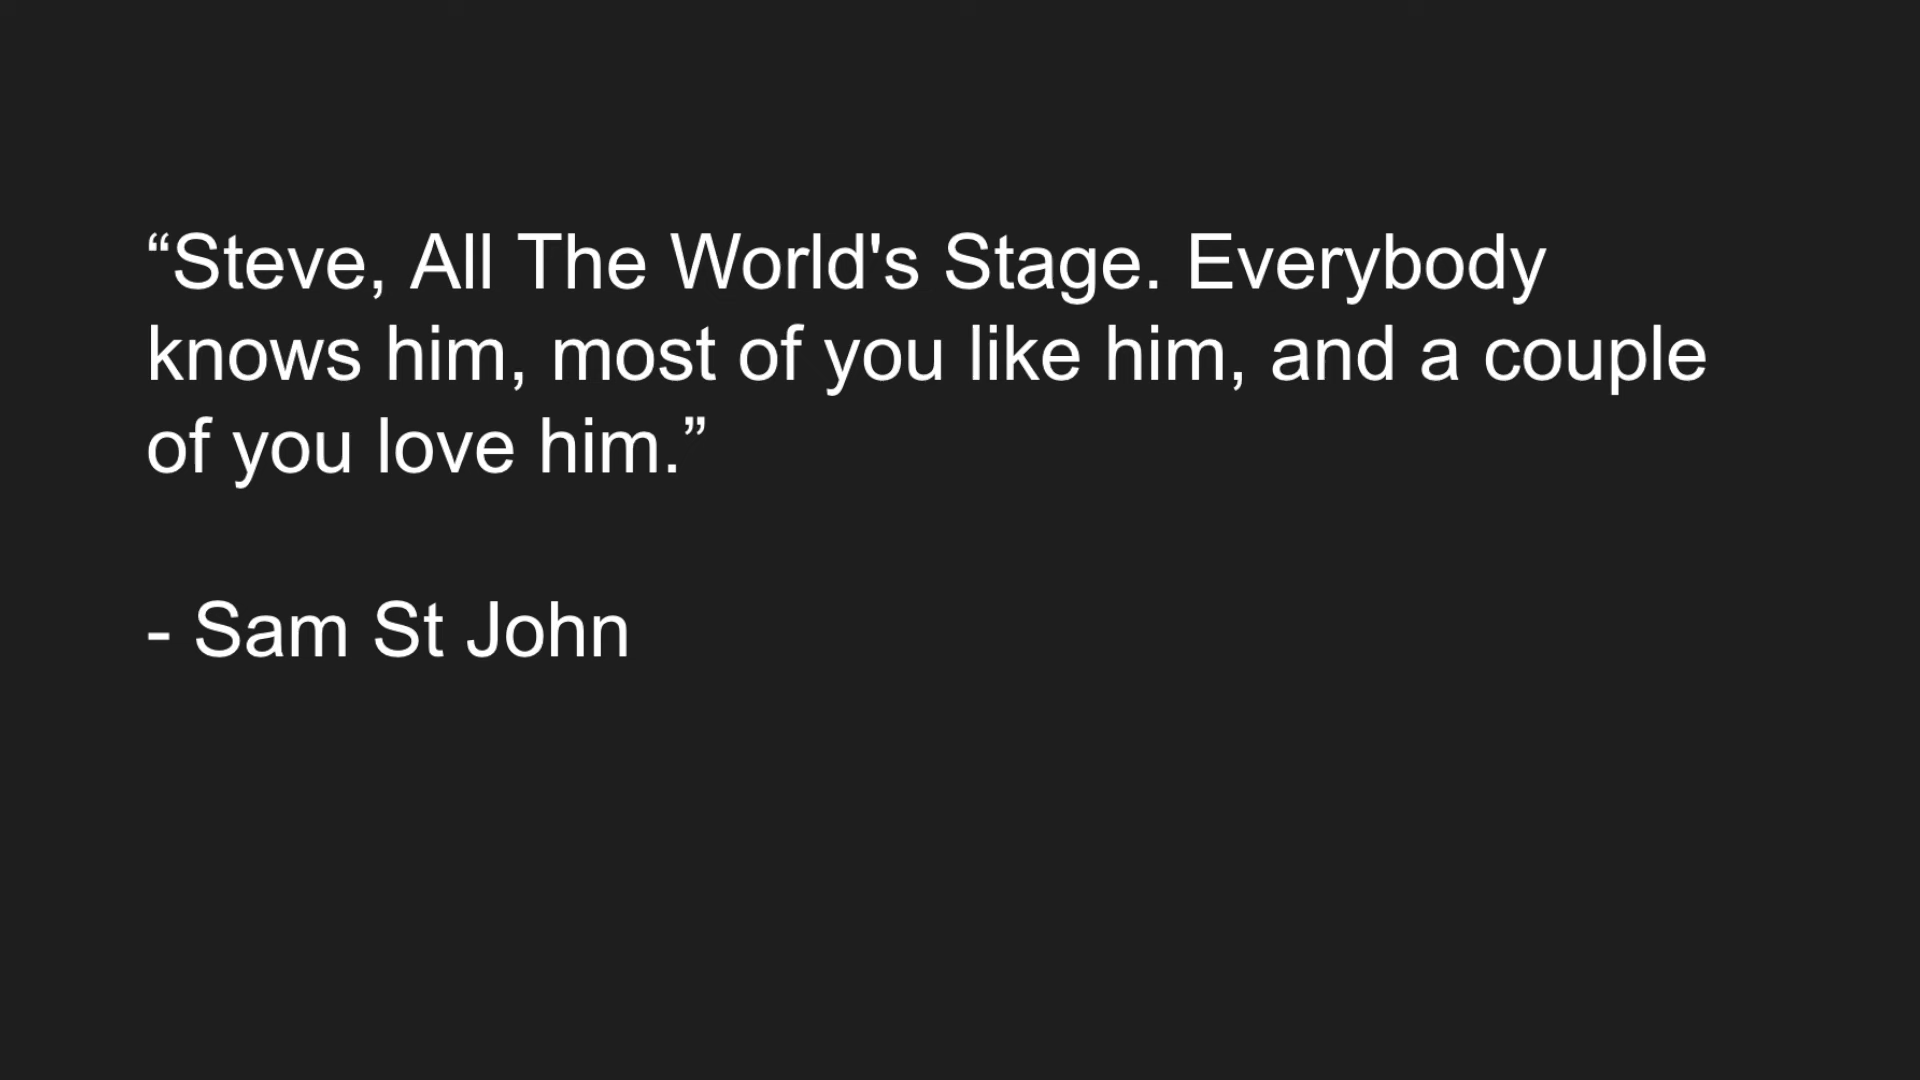 “Steve, All The World's Stage. Everybody
knows him, most of you like him, and a couple
of you love him.”
- Sam St John